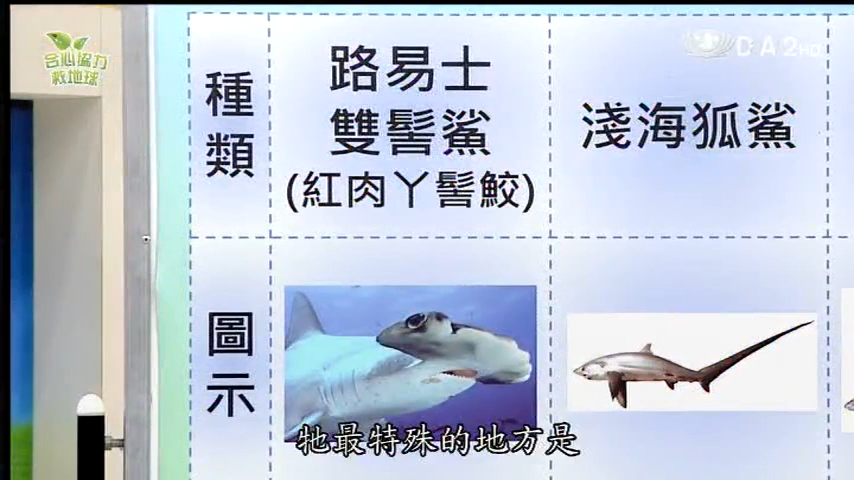 合心協力
救地球
DA2HD
種類
路易士
雙髻鯊
(紅肉丫髻鮫)
淺海狐鯊
圖示
牠最特殊的地方是